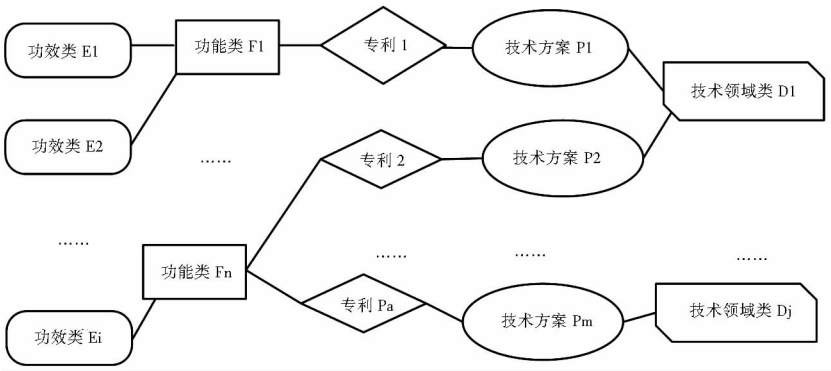 功效类 E1
功能类 F1
专利 1
技术方案 P1
技术领域类 D1
功效类 E2
……
专利 2
技术方案 P2
……
功能类 Fn
……
……
……
功效类 Ei
专利 Pa
技术方案 Pm
技术领域类 Dj